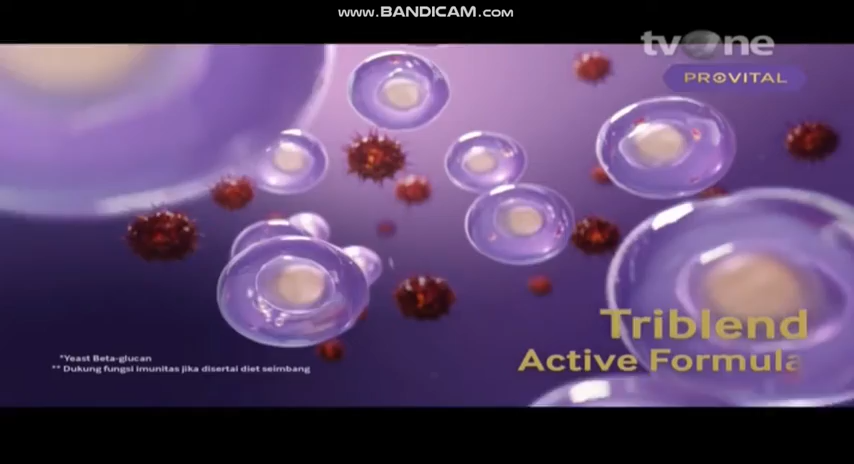 www.BANDICAM.com
tvOne
PROVITAL
Triblend
Active Formula
*Yeast Beta-glucan
** Dukung fungsi imunitas jika disertai diet seimbang